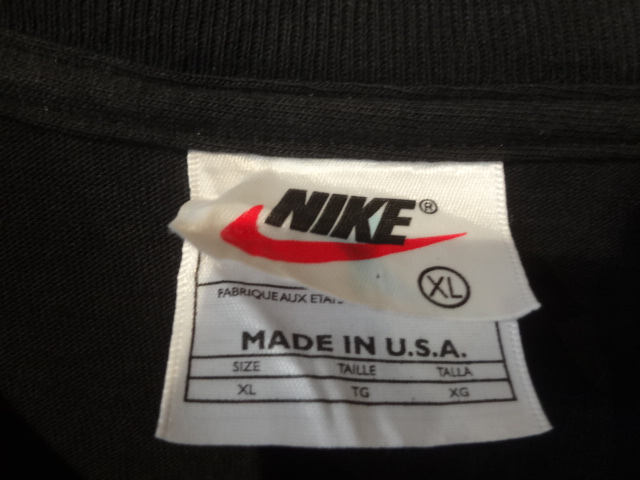 NIKE®
XL
FABRIQUE AUX ETATS
MADE IN U.S.A.
SIZE TAILLE TALLA
XL TG XG